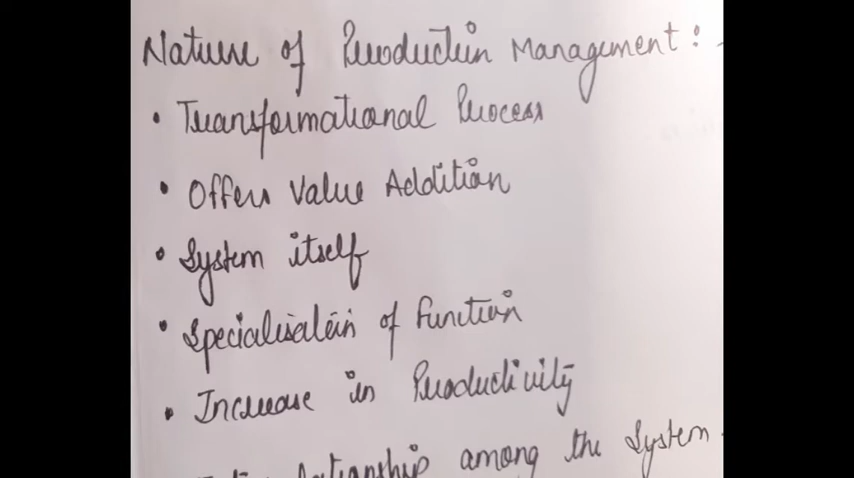 Nature of Production Management :-
• Transformational Process
• Offers Value Addition
• System itself
• Specialisation of function
• Increase in Productivity
among the System